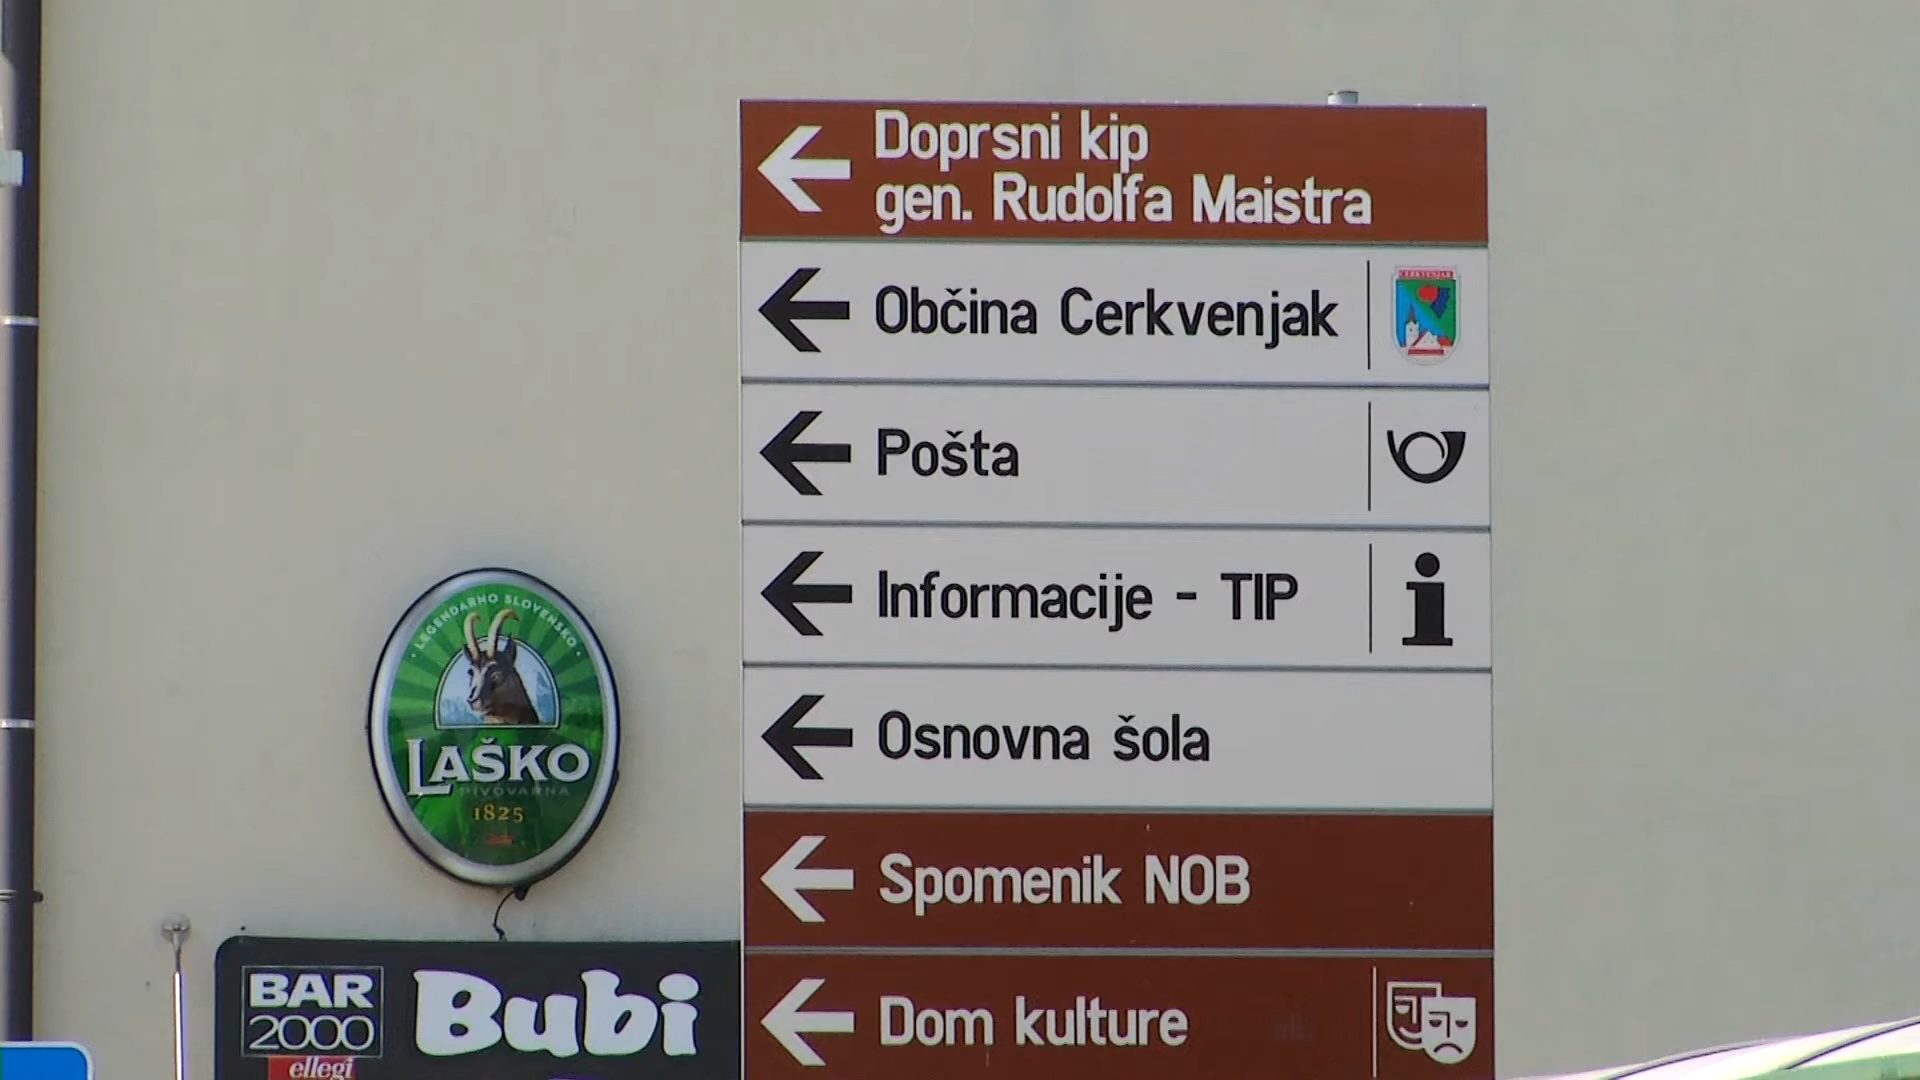 Doprsni kip
gen. Rudolfa Maistra
Občina Cerkvenjak
CERKVENJAK
Pošta
Informacije - TIP
i
Osnovna šola
Spomenik NOB
Dom kulture
LEGENDARNO SLOVENSKO
LAŠKO
PIVOVARNA
1825
BAR
2000
ellegi
Bubi